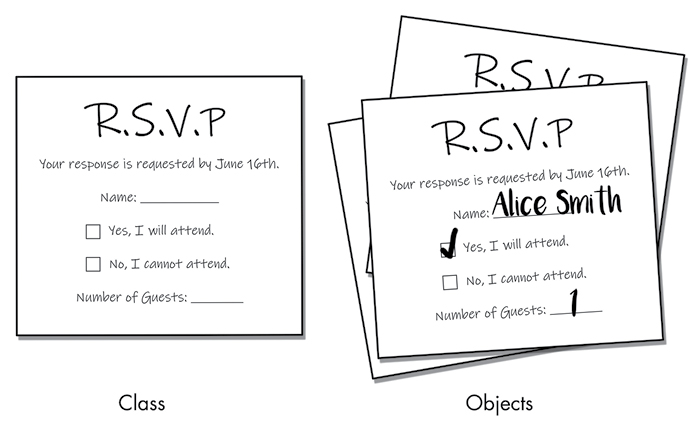 R.S.V.P
Your response is requested by June 16th.
Name: ________
Yes, I will attend.
No, I cannot attend.
Number of Guests: ______
Class
R.S.V.P
R.S.V.P
Your response is requested by June 16th.
Name: Alice Smith
Yes, I will attend.
No, I cannot attend.
Number of Guests: 1
Objects